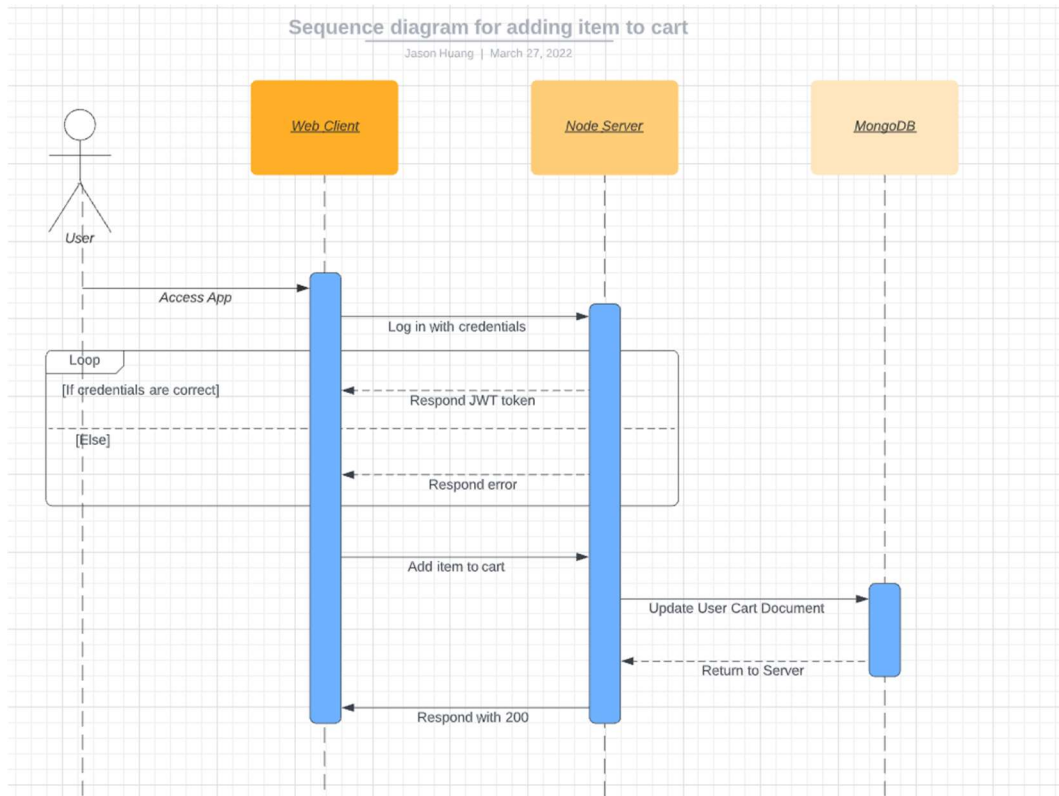 Sequence diagram for adding item to cart
Jason Huang | March 27, 2022
Web Client
Node Server
MongoDB
User
Access App
Log in with credentials
Loop
[If credentials are correct]
Respond JWT token
[Else]
Respond error
Add item to cart
Update User Cart Document
Return to Server
Respond with 200